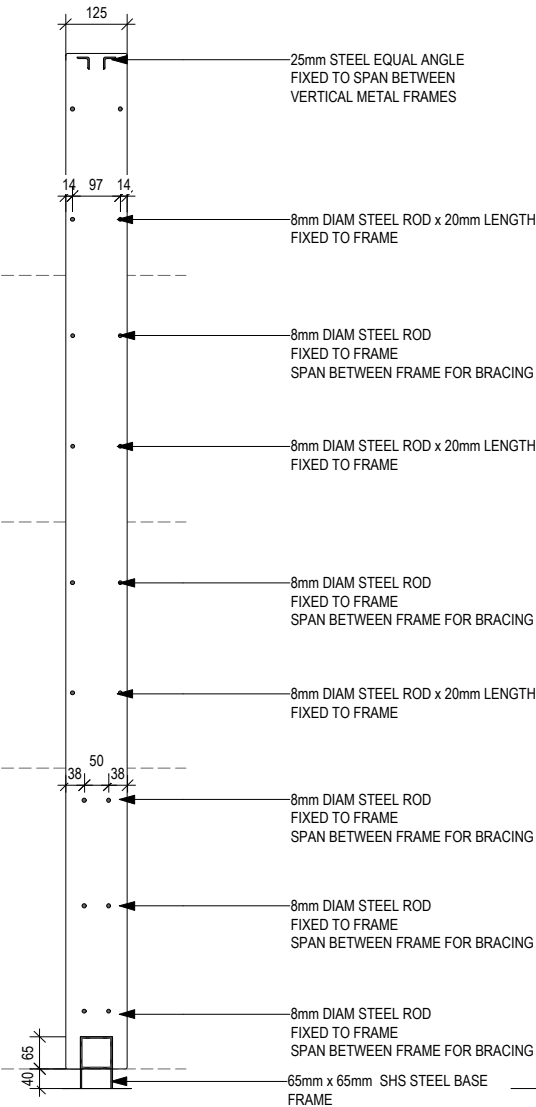 125
25mm STEEL EQUAL ANGLE
FIXED TO SPAN BETWEEN
VERTICAL METAL FRAMES
14 97 14
8mm DIAM STEEL ROD x 20mm LENGTH
FIXED TO FRAME
8mm DIAM STEEL ROD
FIXED TO FRAME
SPAN BETWEEN FRAME FOR BRACING
8mm DIAM STEEL ROD x 20mm LENGTH
FIXED TO FRAME
8mm DIAM STEEL ROD
FIXED TO FRAME
SPAN BETWEEN FRAME FOR BRACING
8mm DIAM STEEL ROD x 20mm LENGTH
FIXED TO FRAME
50
38 38
8mm DIAM STEEL ROD
FIXED TO FRAME
SPAN BETWEEN FRAME FOR BRACING
8mm DIAM STEEL ROD
FIXED TO FRAME
SPAN BETWEEN FRAME FOR BRACING
8mm DIAM STEEL ROD
FIXED TO FRAME
SPAN BETWEEN FRAME FOR BRACING
65
40
65mm x 65mm SHS STEEL BASE
FRAME